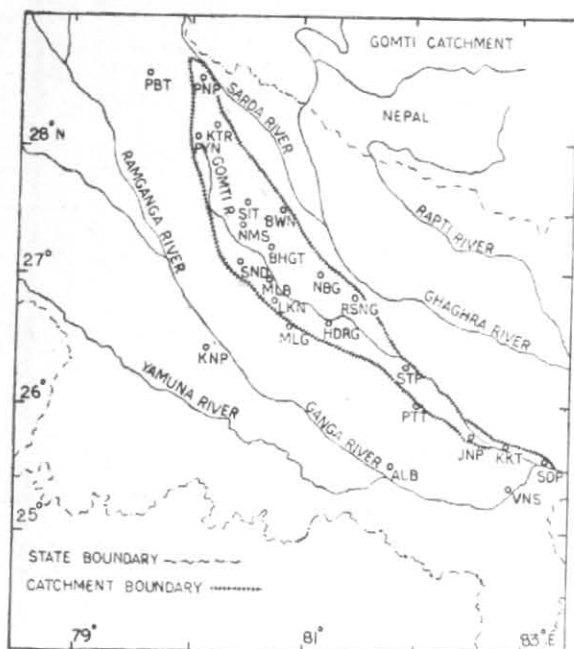 GOMTI CATCHMENT
PBT
PNP
SARDA RIVER
NEPAL
28°N
KTR
PYN
RAMGANGA RIVER
GOMTI R
RAPTI RIVER
SIT
BWN
NMS
BHGT
27°
SND
MLB
NBG
LKN
RSNG
GHAGHRA RIVER
MLG
HDRG
KNP
STP
26°
YAMUNA RIVER
PTT
GANGA RIVER
JNP
KKT
ALB
SDP
25°
VNS
STATE BOUNDARY
CATCHMENT BOUNDARY
79°
81°
83°E